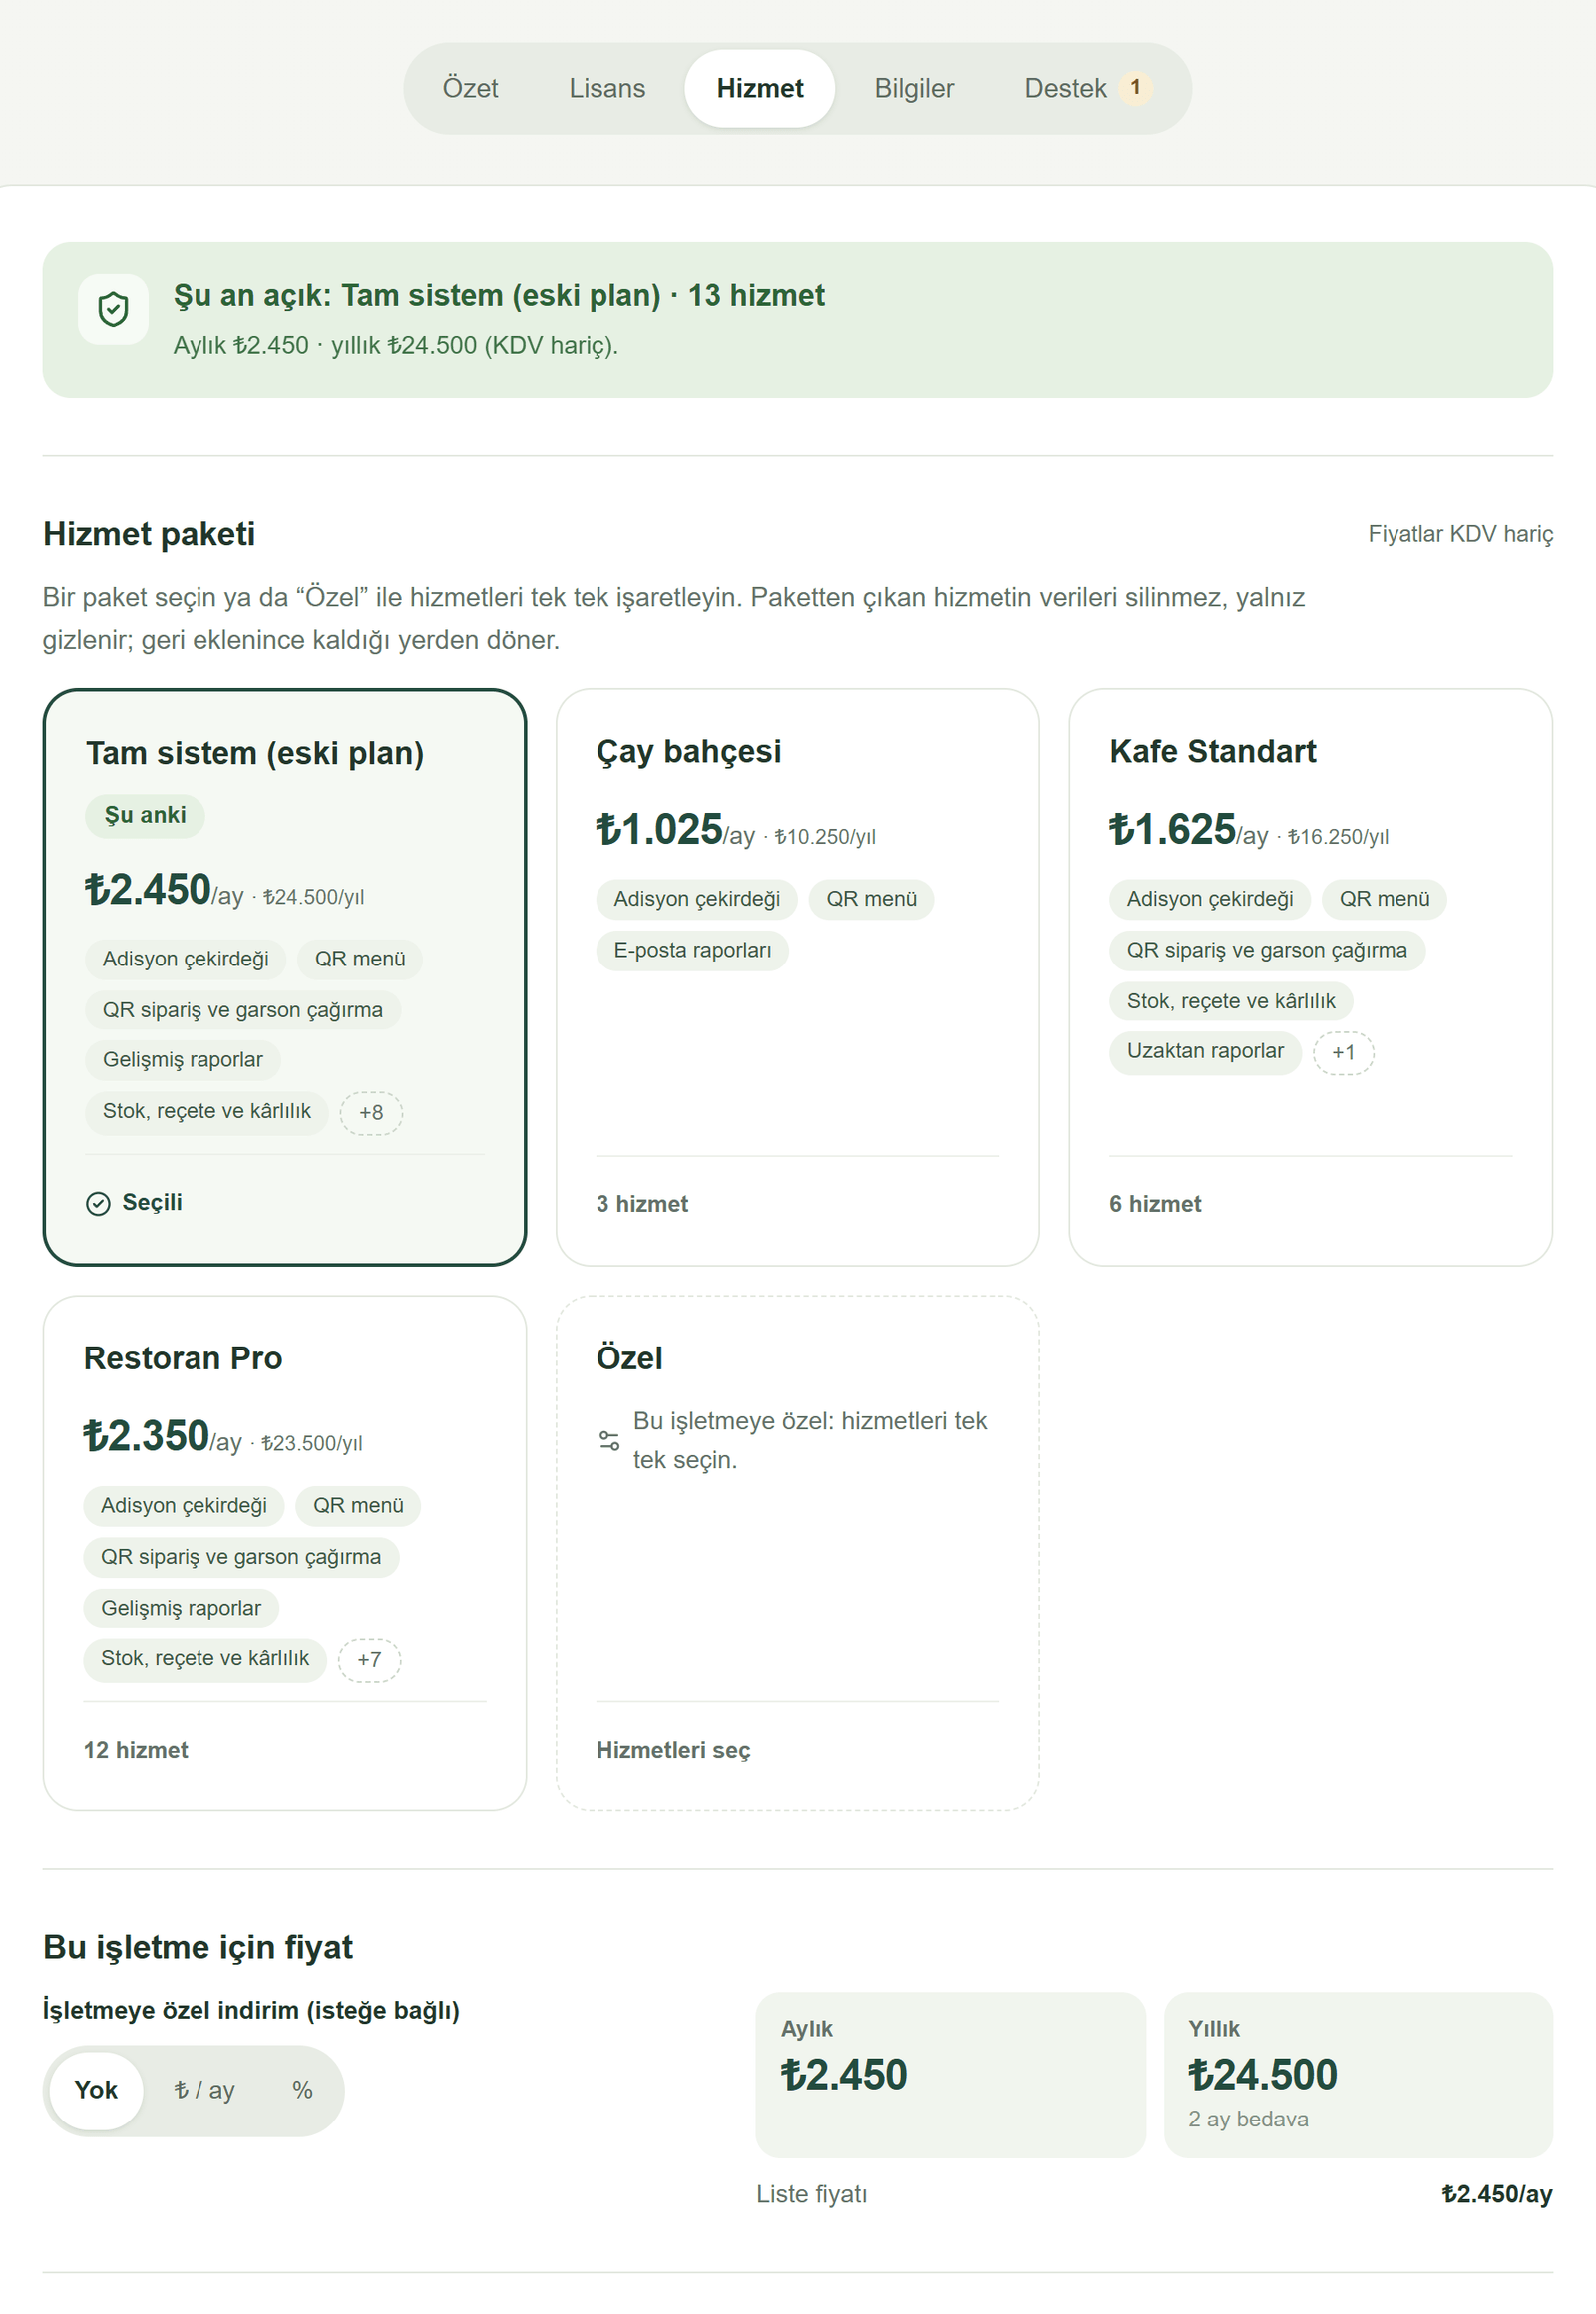 Özet Lisans Hizmet Bilgiler Destek 1
Şu an açık: Tam sistem (eski plan) · 13 hizmet
Aylık ₺2.450 · yıllık ₺24.500 (KDV hariç).
Hizmet paketi
Fiyatlar KDV hariç
Bir paket seçin ya da “Özel” ile hizmetleri tek tek işaretleyin. Paketten çıkan hizmetin verileri silinmez, yalnız
gizlenir; geri eklenince kaldığı yerden döner.
Tam sistem (eski plan)
Şu anki
₺2.450/ay · ₺24.500/yıl
Adisyon çekirdeği QR menü
QR sipariş ve garson çağırma
Gelişmiş raporlar
Stok, reçete ve kârlılık +8
Seçili
Çay bahçesi
₺1.025/ay · ₺10.250/yıl
Adisyon çekirdeği QR menü
E-posta raporları
3 hizmet
Kafe Standart
₺1.625/ay · ₺16.250/yıl
Adisyon çekirdeği QR menü
QR sipariş ve garson çağırma
Stok, reçete ve kârlılık
Uzaktan raporlar +1
6 hizmet
Restoran Pro
₺2.350/ay · ₺23.500/yıl
Adisyon çekirdeği QR menü
QR sipariş ve garson çağırma
Gelişmiş raporlar
Stok, reçete ve kârlılık +7
12 hizmet
Özel
Bu işletmeye özel: hizmetleri tek
tek seçin.
Hizmetleri seç
Bu işletme için fiyat
İşletmeye özel indirim (isteğe bağlı)
Yok ₺ / ay %
Aylık
₺2.450
Yıllık
₺24.500
2 ay bedava
Liste fiyatı ₺2.450/ay